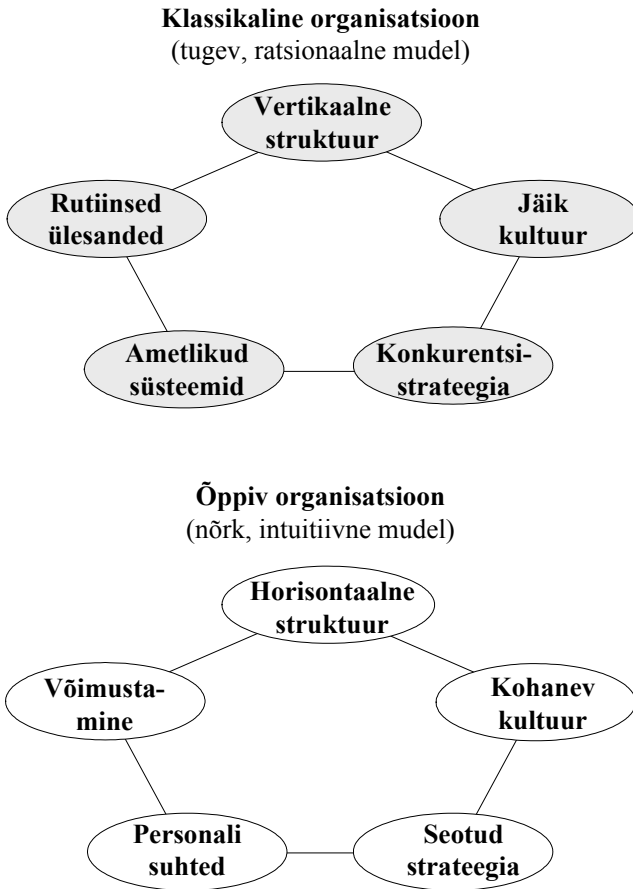 Klassikaline organisatsioon
(tugev, ratsionaalne mudel)
Vertikaalne
struktuur
Rutiinsed
ülesanded
Jäik
kultuur
Ametlikud
süsteemid
Konkurentsi-
strateegia
Õppiv organisatsioon
(nõrk, intuitiivne mudel)
Horisontaalne
struktuur
Võimusta-
mine
Kohanev
kultuur
Personali
suhted
Seotud
strateegia